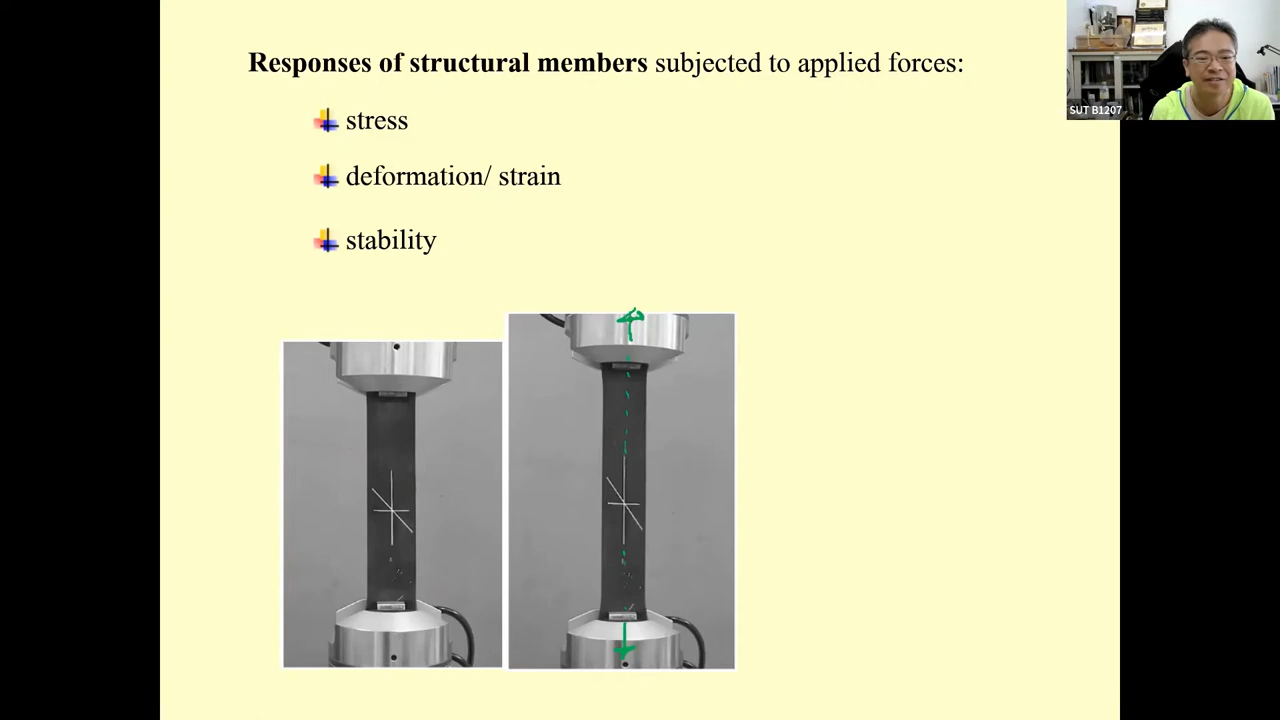 Responses of structural members subjected to applied forces:
stress
deformation/ strain
stability
SUT B1207